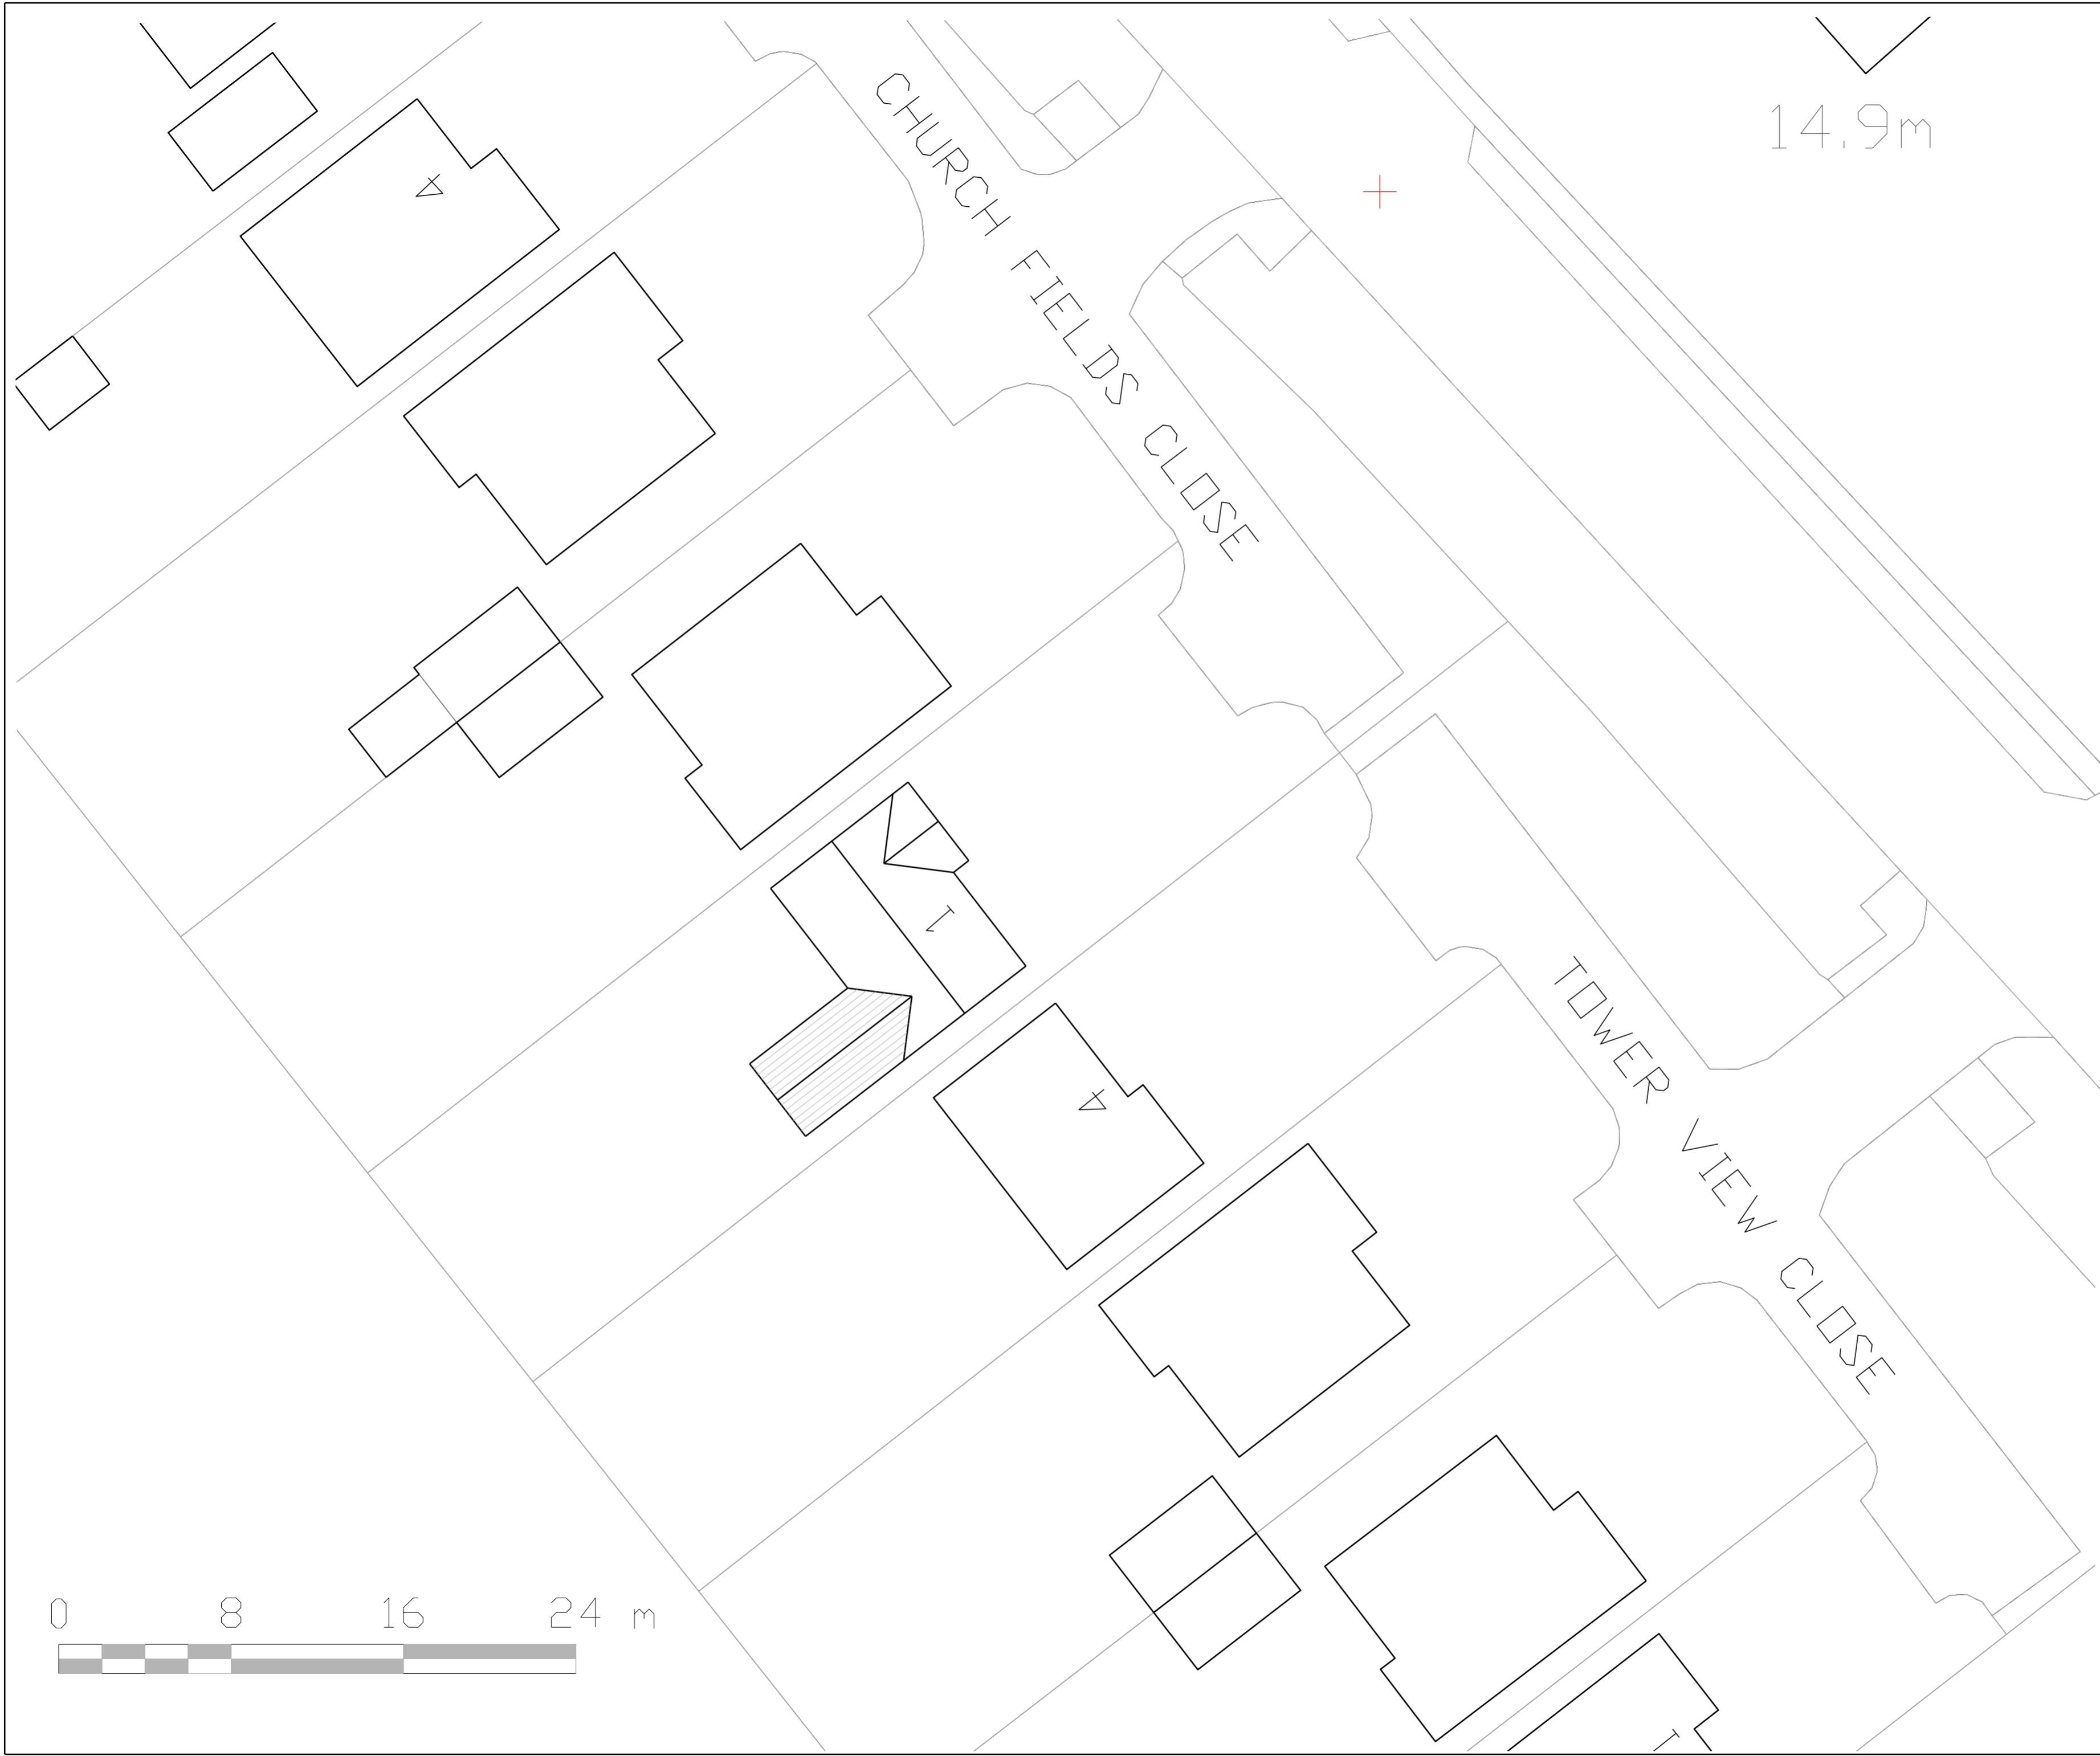 14.9m
4
CHURCH FIELDS CLOSE
1
4
TOWER VIEW CLOSE
0 8 16 24 m